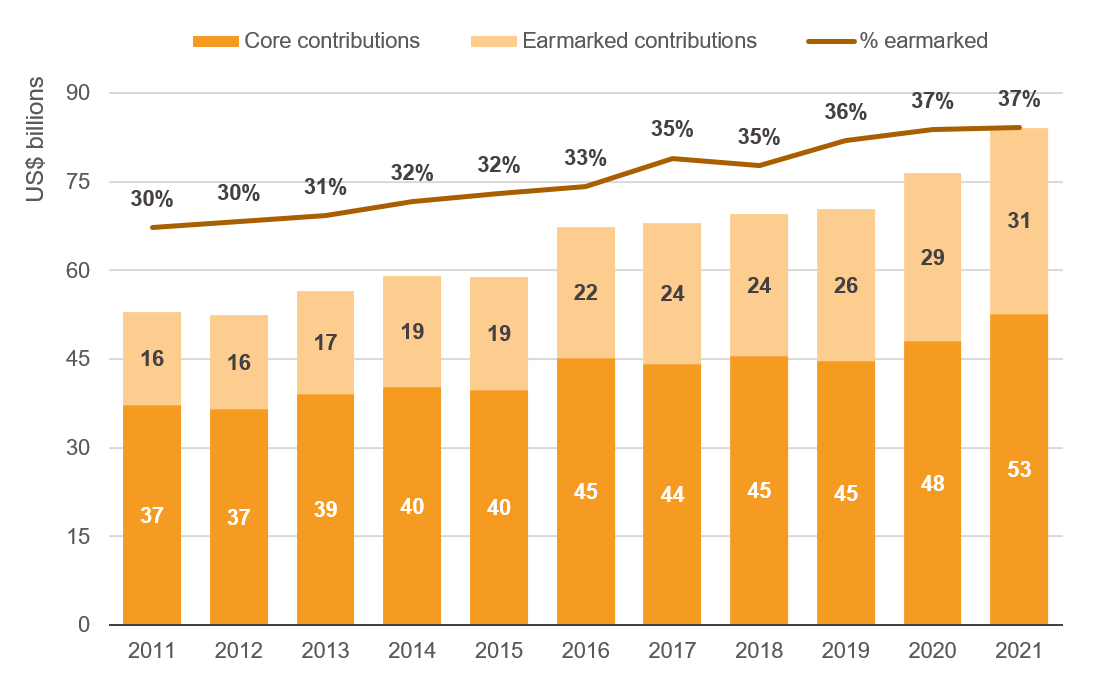 Core contributions Earmarked contributions % earmarked
US$ billions
90
75
60
45
30
15
0
30% 30% 31% 32% 32% 33% 35% 35% 36% 37% 37%
16 16 17 19 19 22 24 24 26 29 31
37 37 39 40 40 45 44 45 45 48 53
2011 2012 2013 2014 2015 2016 2017 2018 2019 2020 2021